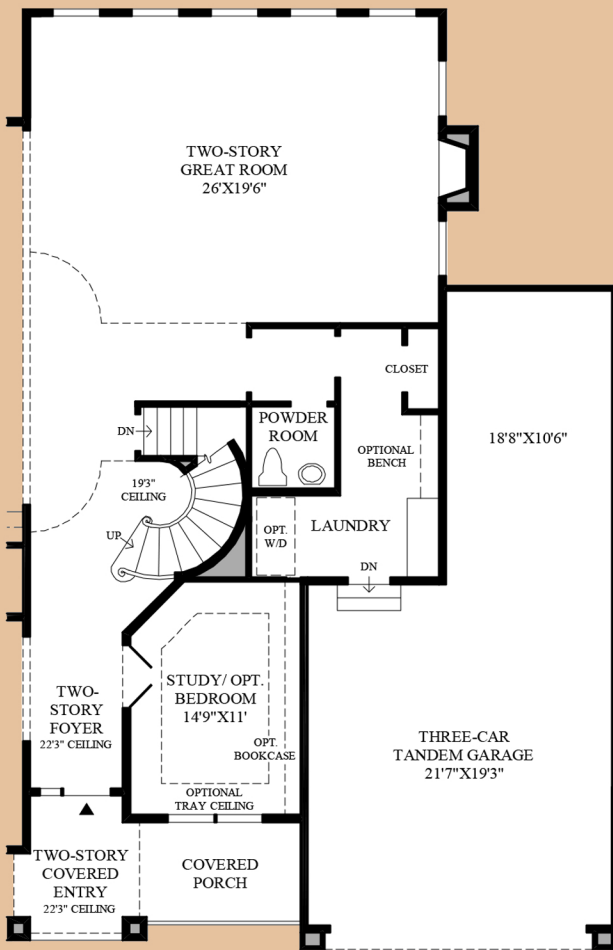 TWO-STORY
GREAT ROOM
26'X19'6"
CLOSET
DN
POWDER
ROOM
18'8"X10'6"
OPTIONAL
BENCH
19'3"
CEILING
UP
OPT.
W/D
LAUNDRY
DN
TWO-
STORY
FOYER
22'3" CEILING
STUDY/ OPT.
BEDROOM
14'9"X11'
OPT.
BOOKCASE
OPTIONAL
TRAY CEILING
THREE-CAR
TANDEM GARAGE
21'7"X19'3"
TWO-STORY
COVERED
ENTRY
22'3" CEILING
COVERED
PORCH